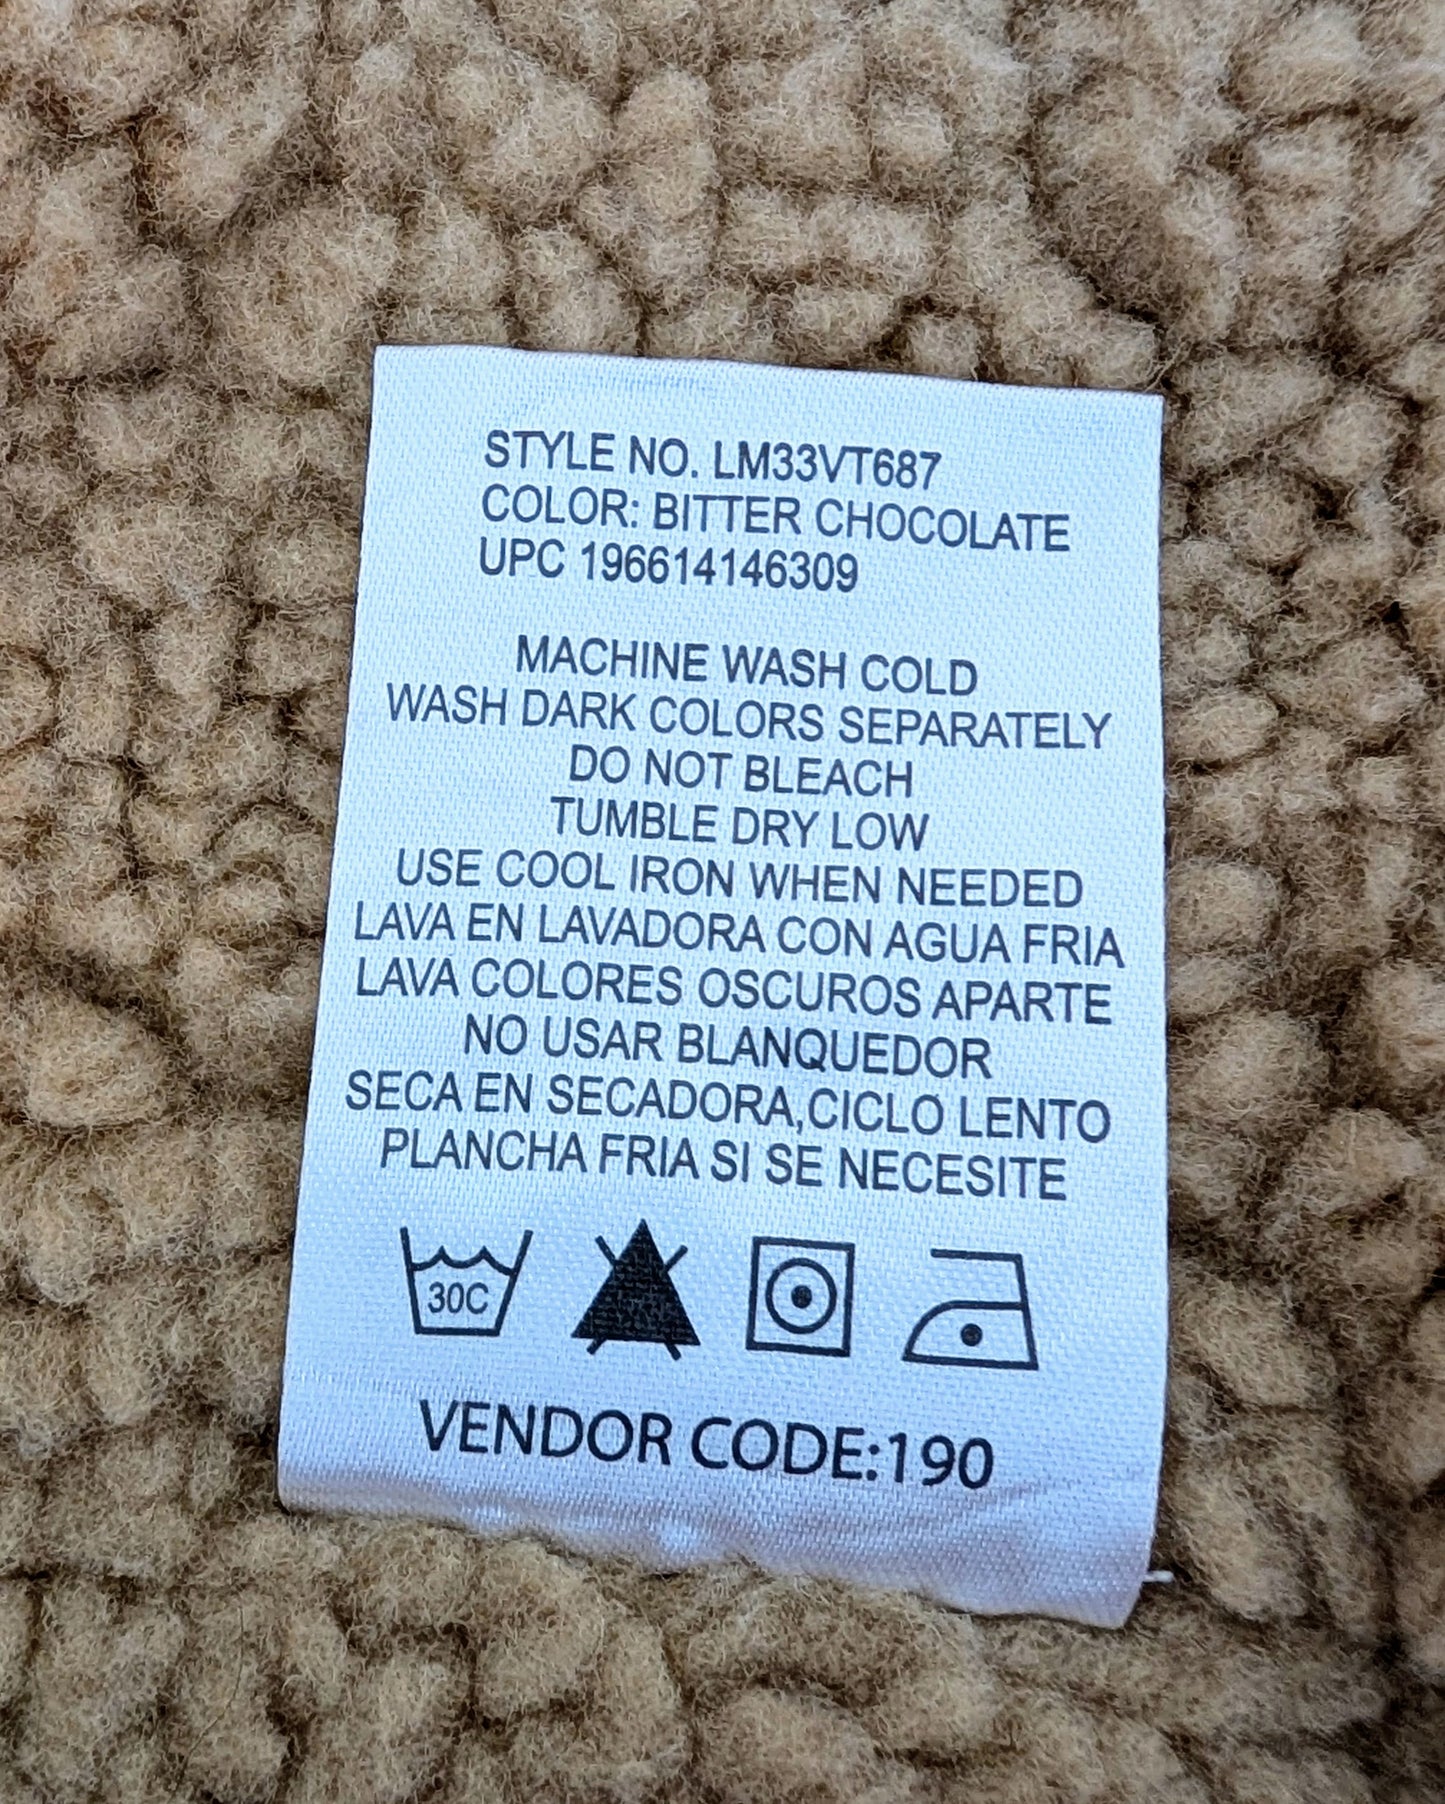 STYLE NO. LM33VT687
COLOR: BITTER CHOCOLATE
UPC 196614146309
MACHINE WASH COLD
WASH DARK COLORS SEPARATELY
DO NOT BLEACH
TUMBLE DRY LOW
USE COOL IRON WHEN NEEDED
LAVA EN LAVADORA CON AGUA FRIA
LAVA COLORES OSCUROS APARTE
NO USAR BLANQUEDOR
SECA EN SECADORA,CICLO LENTO
PLANCHA FRIA SI SE NECESITE
30C
VENDOR CODE:190